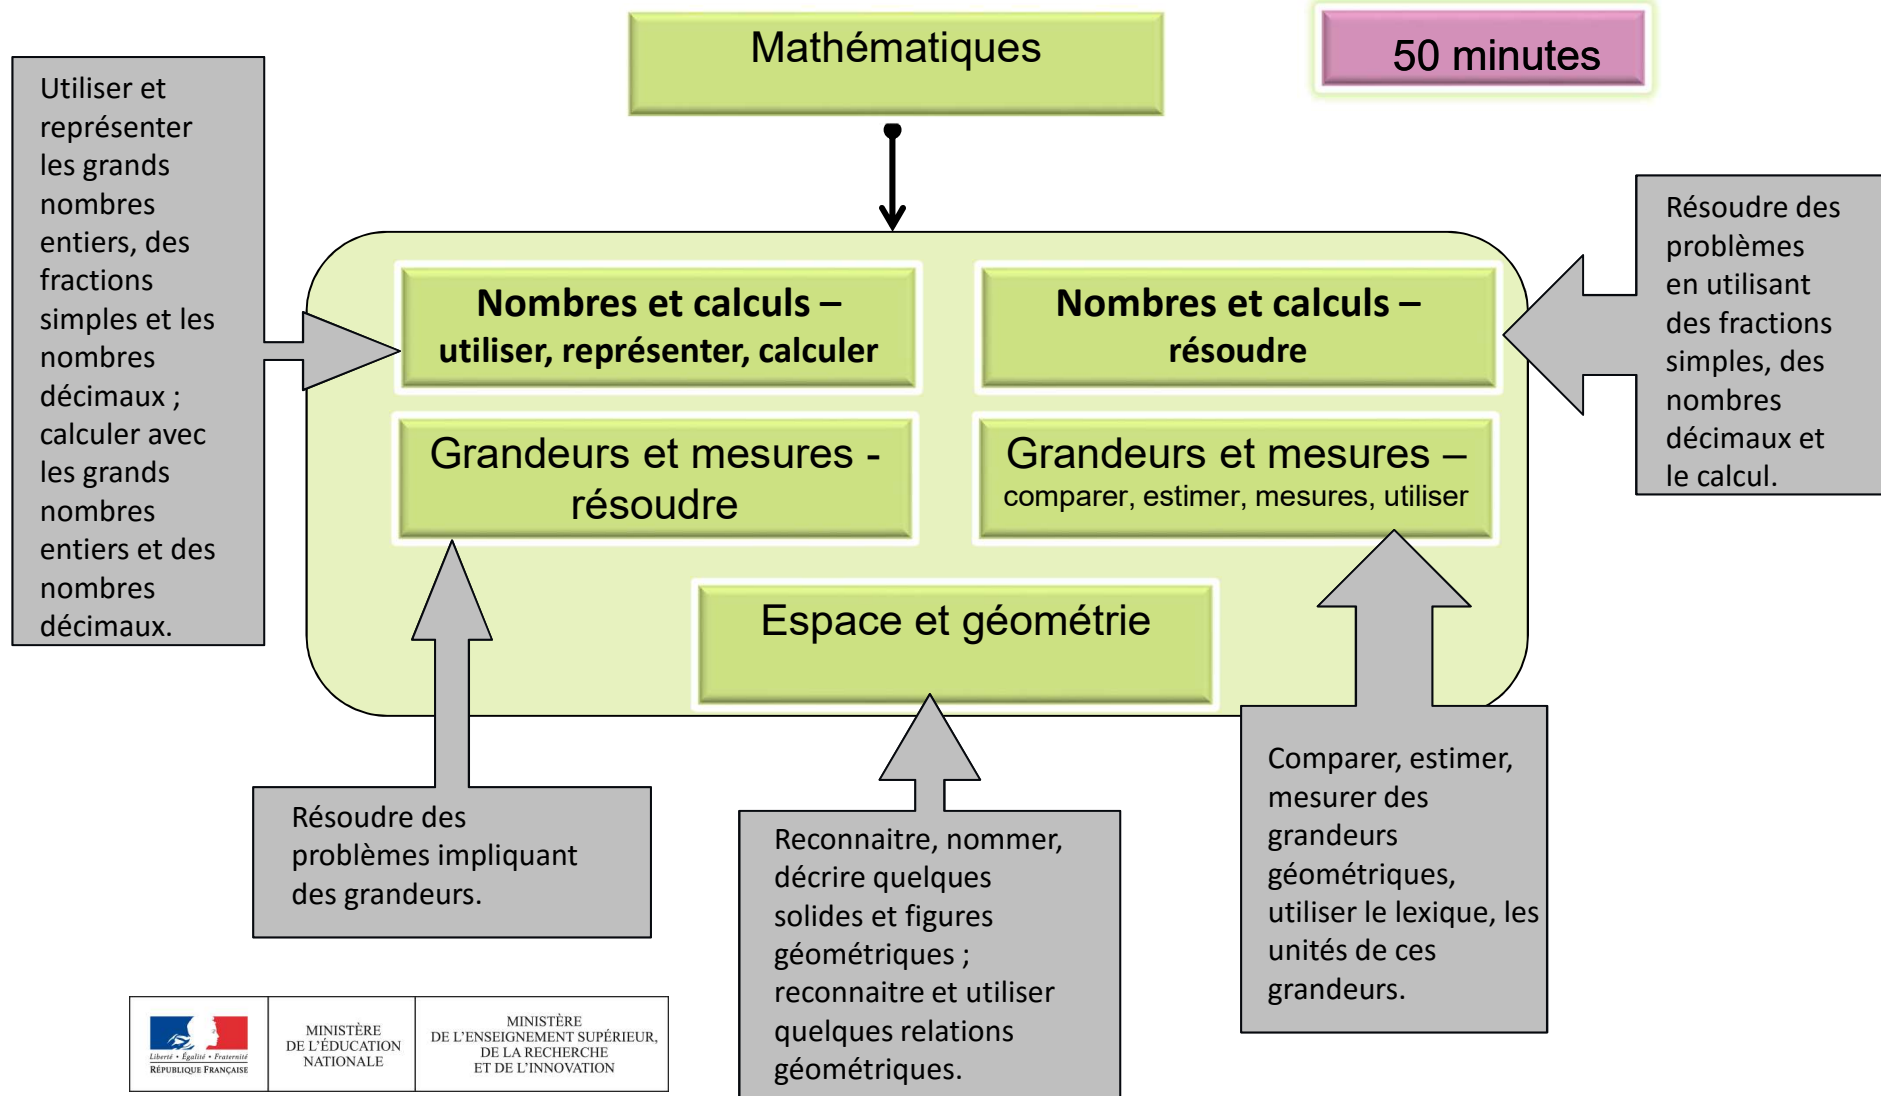 Mathématiques
50 minutes
Utiliser et
représenter
les grands
nombres
entiers, des
fractions
simples et les
nombres
décimaux ;
calculer avec
les grands
nombres
entiers et des
nombres
décimaux.
Nombres et calculs –
utiliser, représenter, calculer
Nombres et calculs –
résoudre
Résoudre des
problèmes
en utilisant
des fractions
simples, des
nombres
décimaux et
le calcul.
Grandeurs et mesures -
résoudre
Grandeurs et mesures –
comparer, estimer, mesures, utiliser
Espace et géométrie
Résoudre des
problèmes impliquant
des grandeurs.
Reconnaitre, nommer,
décrire quelques
solides et figures
géométriques ;
reconnaitre et utiliser
quelques relations
géométriques.
Comparer, estimer,
mesurer des
grandeurs
géométriques,
utiliser le lexique, les
unités de ces
grandeurs.
Liberté • Égalité • Fraternité
RÉPUBLIQUE FRANÇAISE
MINISTÈRE
DE L'ÉDUCATION
NATIONALE
MINISTÈRE
DE L'ENSEIGNEMENT SUPÉRIEUR,
DE LA RECHERCHE
ET DE L'INNOVATION